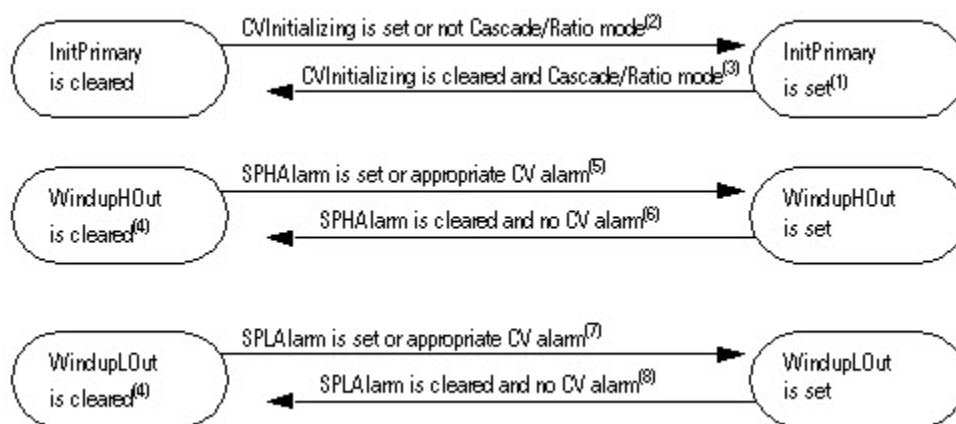 CVInitializing is set or not Cascade/Ratio mode(2)
InitPrimary
is cleared
InitPrimary
is set(1)
CVInitializing is cleared and Cascade/Ratio mode(3)
SPHAlarm is set or appropriate CV alarm(5)
WindupHOut
is cleared(4)
WindupHOut
is set
SPHAlarm is cleared and no CV alarm(6)
SPLAlarm is set or appropriate CV alarm(7)
WindupLOut
is cleared(4)
WindupLOut
is set
SPLAlarm is cleared and no CV alarm(8)